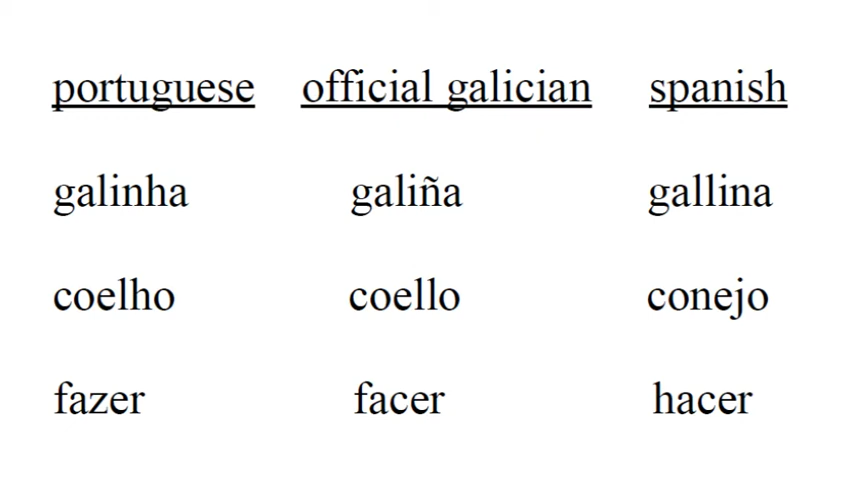 portuguese official galician spanish
galinha galiña gallina
coelho coello conejo
fazer facer hacer